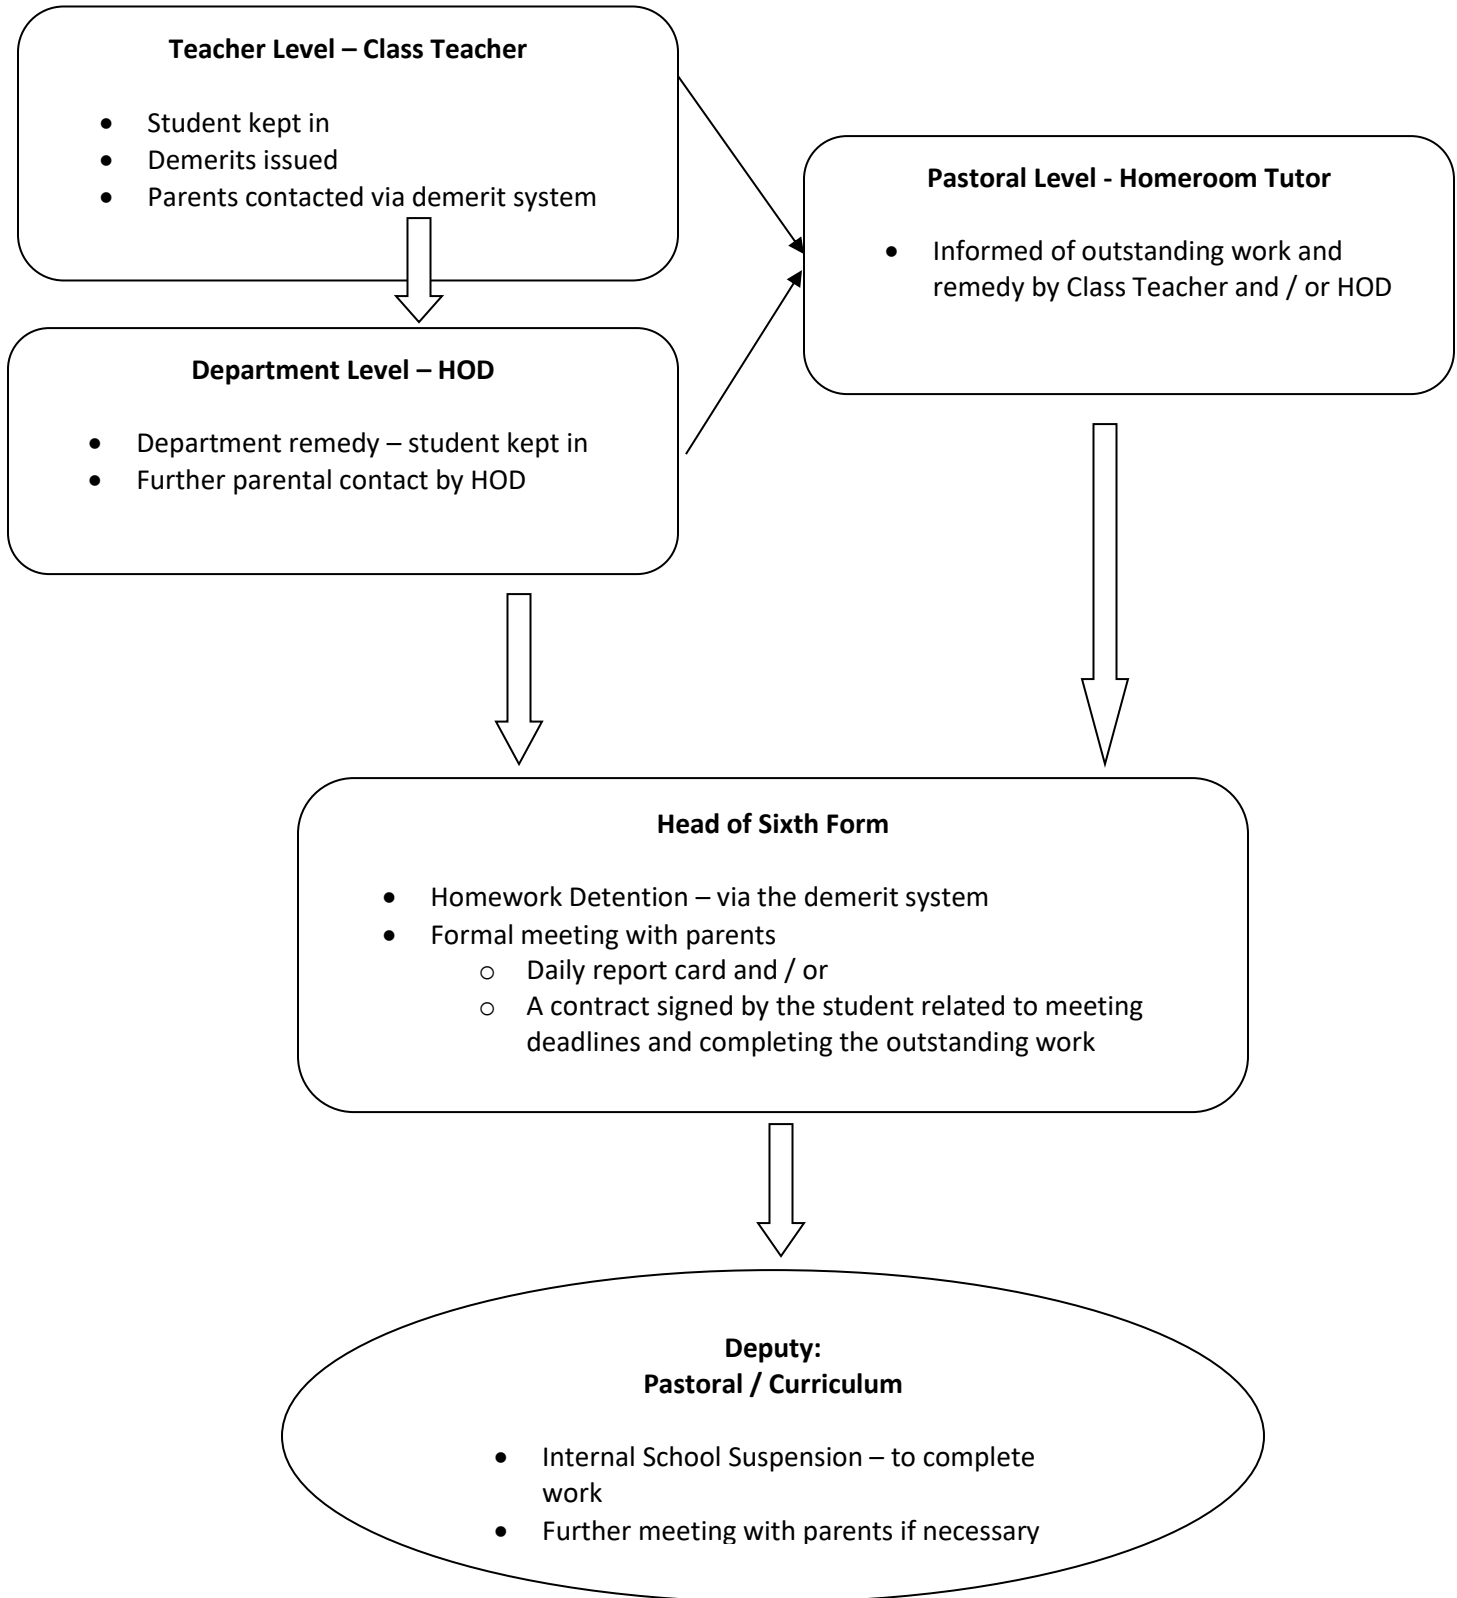 Teacher Level – Class Teacher
• Student kept in
• Demerits issued
• Parents contacted via demerit system
Pastoral Level - Homeroom Tutor
• Informed of outstanding work and
remedy by Class Teacher and / or HOD
Department Level – HOD
• Department remedy – student kept in
• Further parental contact by HOD
Head of Sixth Form
• Homework Detention – via the demerit system
• Formal meeting with parents
o Daily report card and / or
o A contract signed by the student related to meeting
deadlines and completing the outstanding work
Deputy:
Pastoral / Curriculum
• Internal School Suspension – to complete
work
• Further meeting with parents if necessary